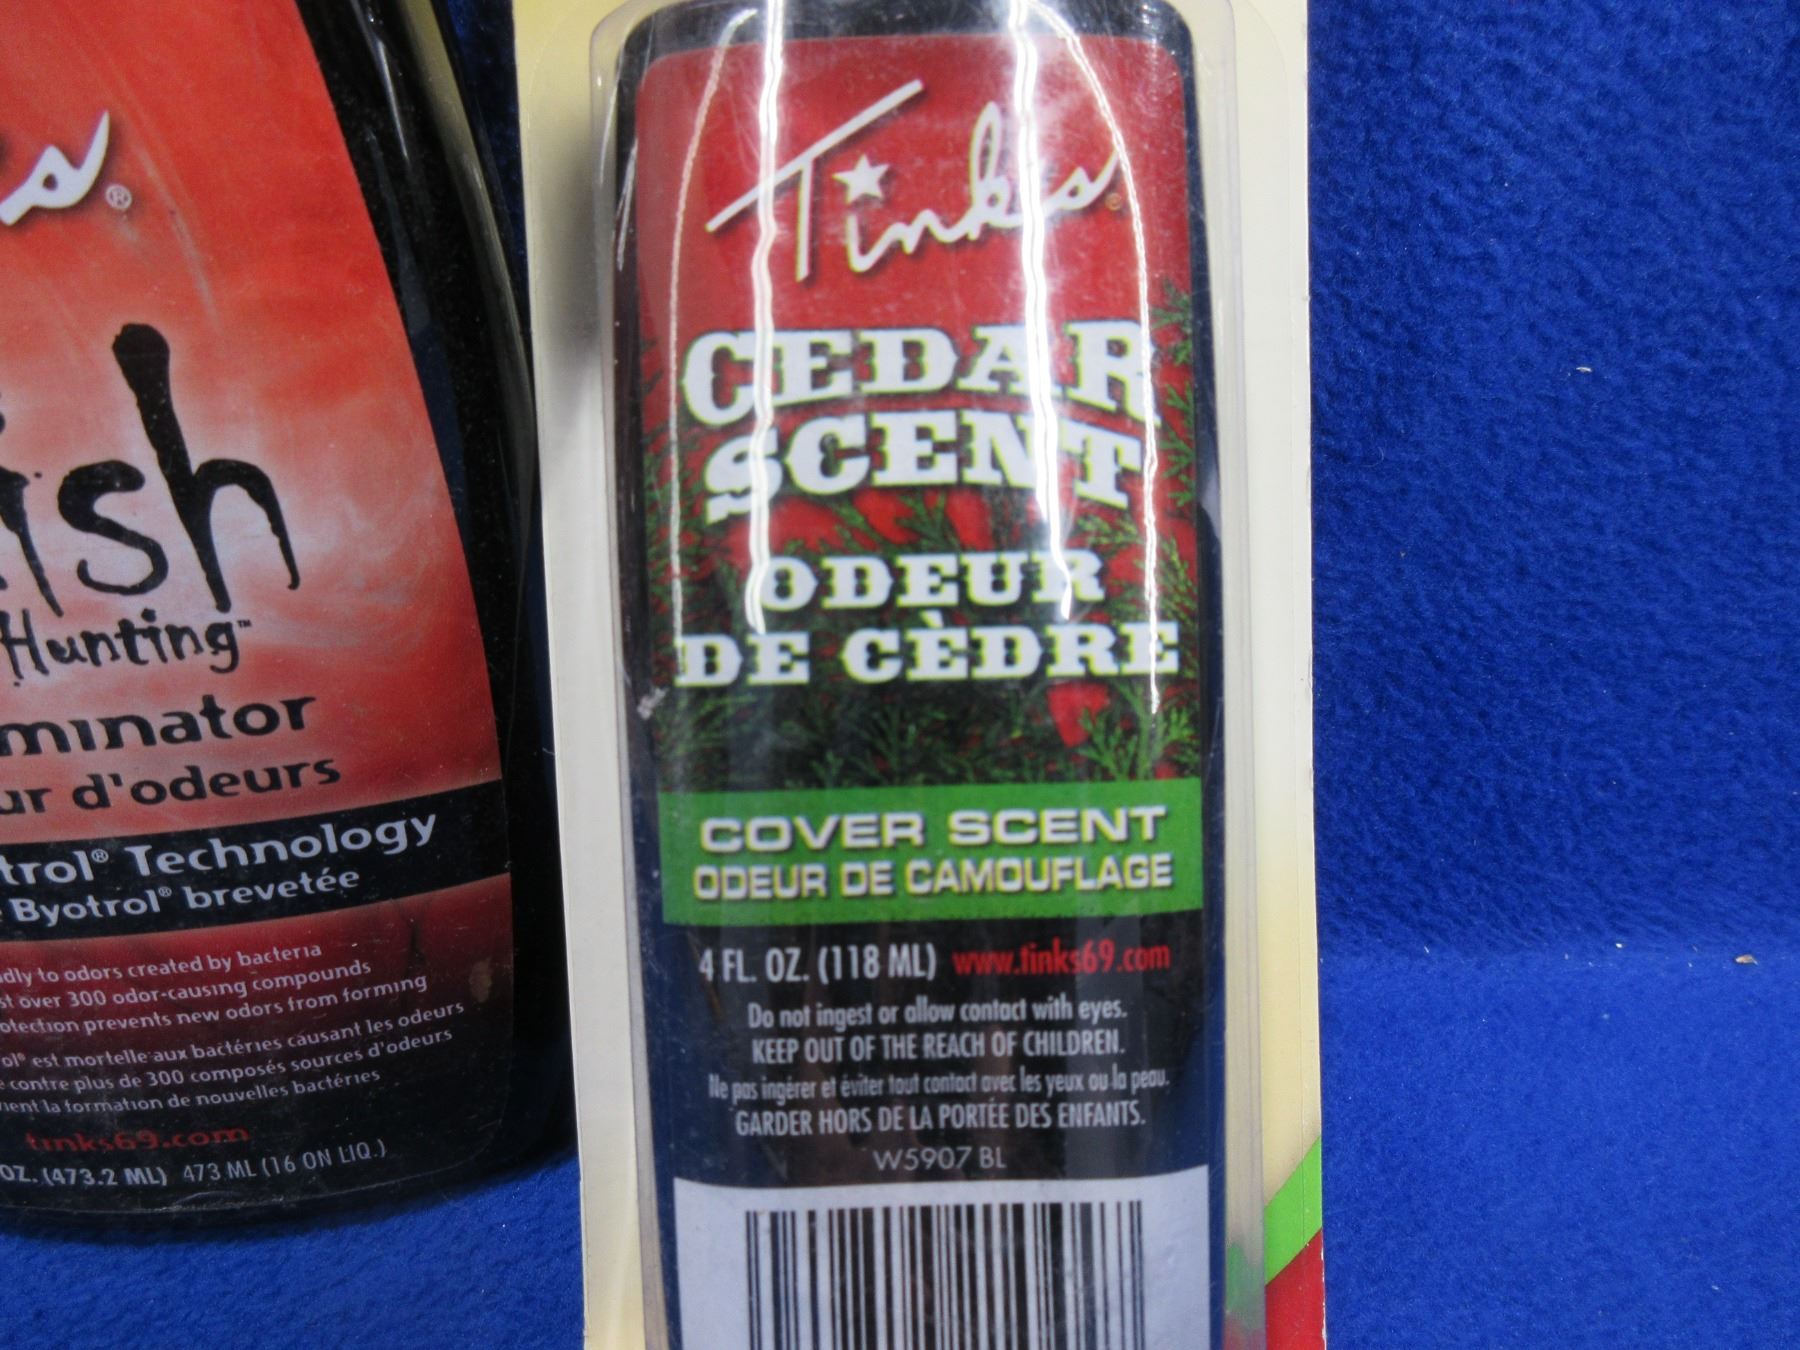 s®
ish
Hunting™
minator
ur d'odeurs
trol® Technology
Byotrol® brevetée
dly to odors created by bacteria
st over 300 odor-causing compounds
otection prevents new odors from forming
ol® est mortelle aux bactéries causant les odeurs
contre plus de 300 composés sources d'odeurs
vient la formation de nouvelles bactéries
tinks69.com
OZ. (473.2 ML) 473 ML (16 ON LIQ.)
Tink's®
CEDAR
SCENT
ODEUR
DE CÈDRE
COVER SCENT
ODEUR DE CAMOUFLAGE
4 FL. OZ. (118 ML) www.tinks69.com
Do not ingest or allow contact with eyes.
KEEP OUT OF THE REACH OF CHILDREN.
Ne pas ingérer et éviter tout contact avec les yeux ou la peau.
GARDER HORS DE LA PORTÉE DES ENFANTS.
W5907 BL